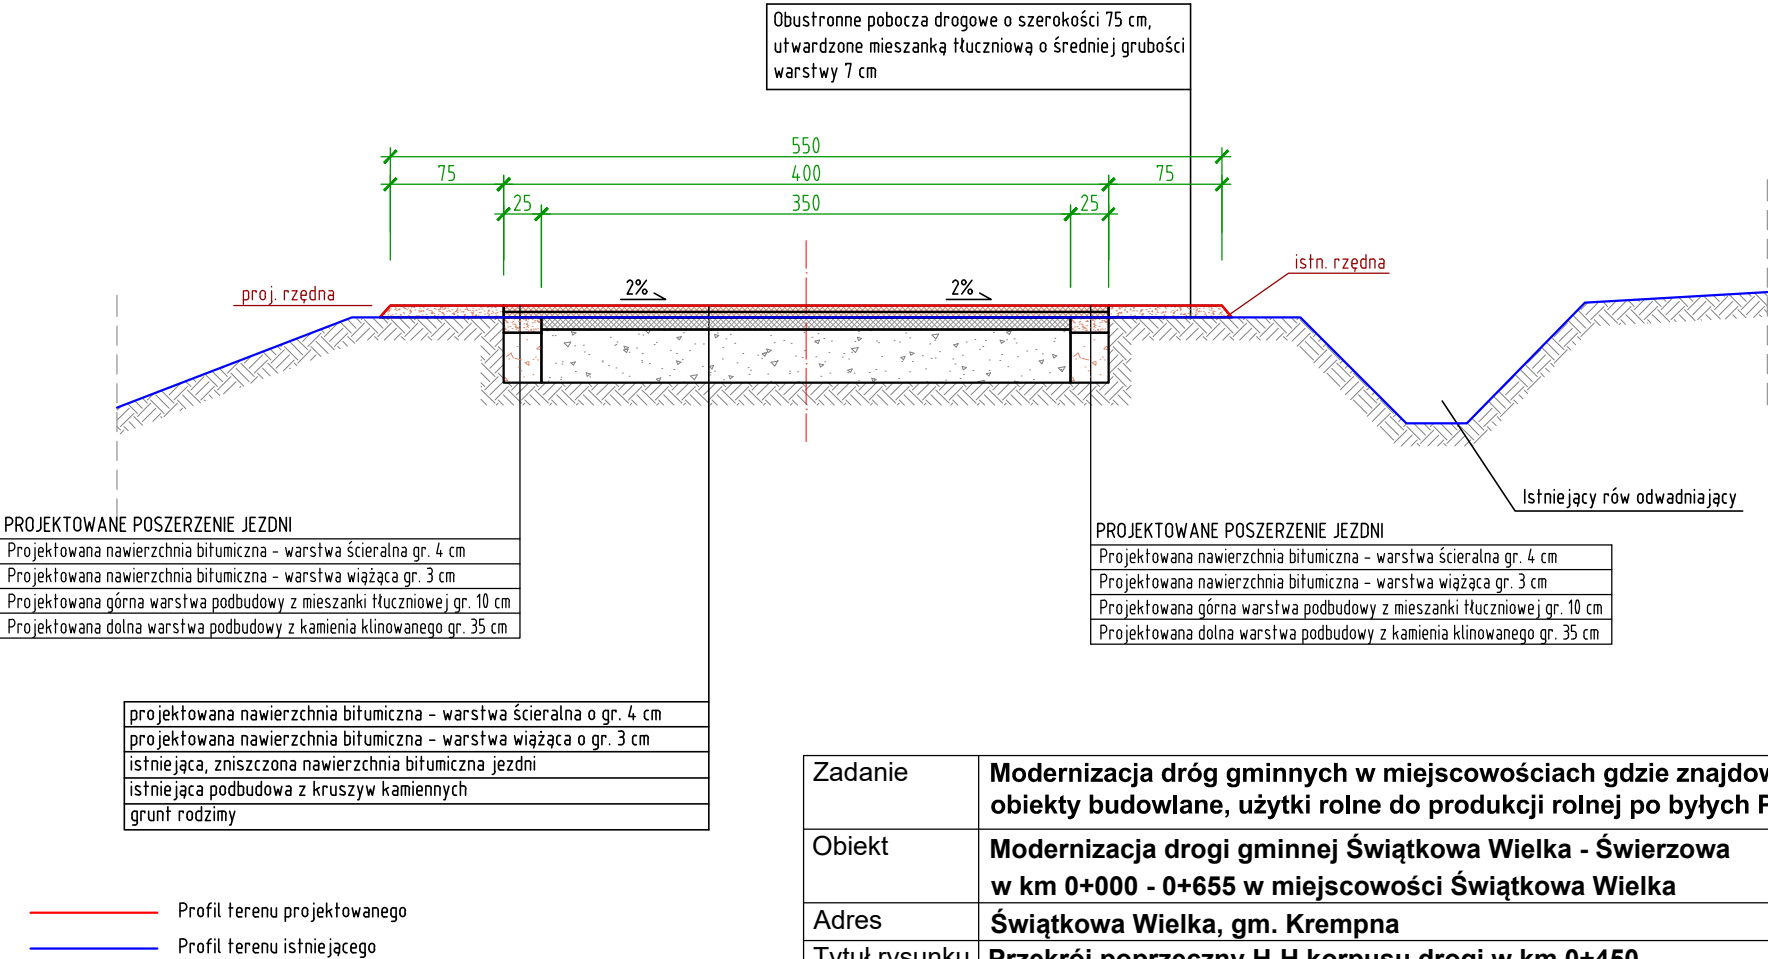 Obustronne pobocza drogowe o szerokości 75 cm,
utwardzone mieszanką tłuczniową o średniej grubości
warstwy 7 cm
550
75
400
75
25
350
25
proj. rzędna
2%
2%
istn. rzędna
Istniejący rów odwadniający
PROJEKTOWANE POSZERZENIE JEZDNI
Projektowana nawierzchnia bitumiczna - warstwa ścieralna gr. 4 cm
Projektowana nawierzchnia bitumiczna - warstwa wiążąca gr. 3 cm
Projektowana górna warstwa podbudowy z mieszanki tłuczniowej gr. 10 cm
Projektowana dolna warstwa podbudowy z kamienia klinowanego gr. 35 cm
PROJEKTOWANE POSZERZENIE JEZDNI
Projektowana nawierzchnia bitumiczna - warstwa ścieralna gr. 4 cm
Projektowana nawierzchnia bitumiczna - warstwa wiążąca gr. 3 cm
Projektowana górna warstwa podbudowy z mieszanki tłuczniowej gr. 10 cm
Projektowana dolna warstwa podbudowy z kamienia klinowanego gr. 35 cm
projektowana nawierzchnia bitumiczna - warstwa ścieralna o gr. 4 cm
projektowana nawierzchnia bitumiczna - warstwa wiążąca o gr. 3 cm
istniejąca, zniszczona nawierzchnia bitumiczna jezdni
istniejąca podbudowa z kruszyw kamiennych
grunt rodzimy
Profil terenu projektowanego
Profil terenu istniejącego
Zadanie
Modernizacja dróg gminnych w miejscowościach gdzie
obiekty budowlane, użytki rolne do produkcji rolnej po byłych
Obiekt
Modernizacja drogi gminnej Świątkowa Wielka - Świerzowa
w km 0+000 - 0+655 w miejscowości Świątkowa Wielka
Adres
Świątkowa Wielka, gm. Krempna
Tytuł rysunku
Przekrój poprzeczny H-H korpusu drogi w km 0+450